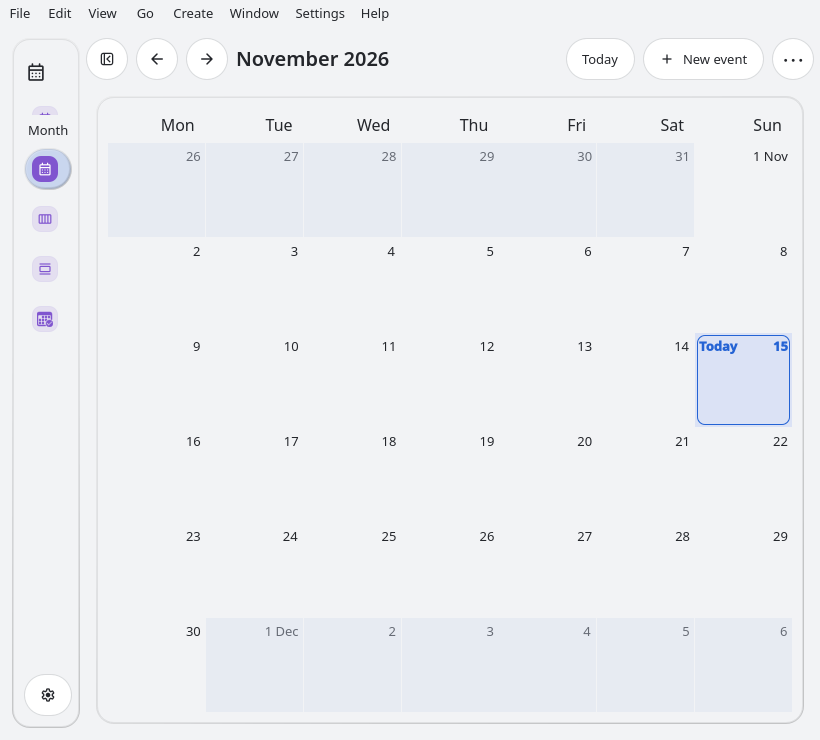 File Edit View Go Create Window Settings Help
November 2026
Today
New event
Month
Mon Tue Wed Thu Fri Sat Sun
26 27 28 29 30 31 1 Nov
2 3 4 5 6 7 8
9 10 11 12 13 14 Today 15
16 17 18 19 20 21 22
23 24 25 26 27 28 29
30 1 Dec 2 3 4 5 6